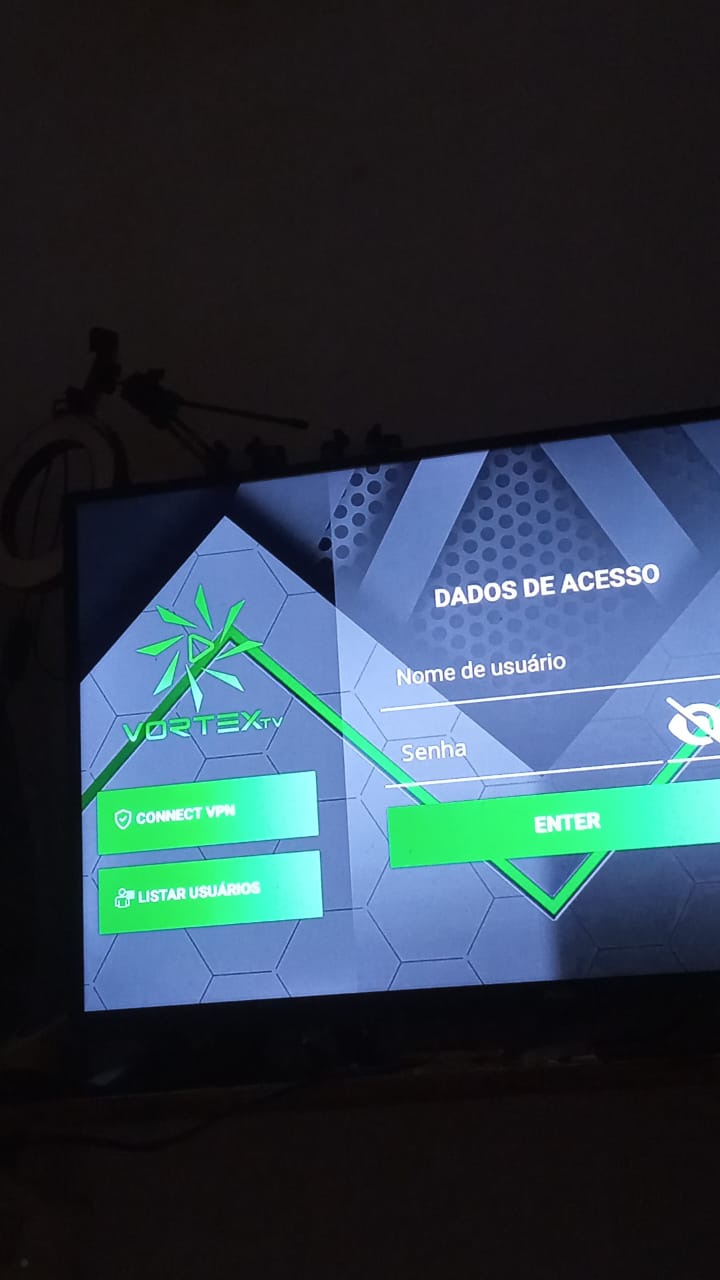 VORTEXTV
CONNECT VPN
LISTAR USUÁRIOS
DADOS DE ACESSO
Nome de usuário
Senha
ENTER